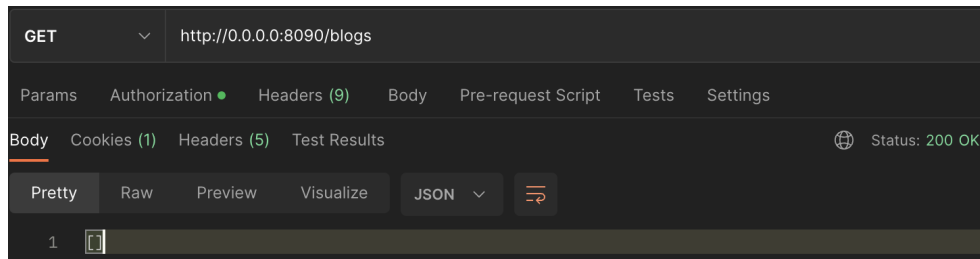 GET http://0.0.0.0:8090/blogs
Params Authorization Headers (9) Body Pre-request Script Tests Settings
Body Cookies (1) Headers (5) Test Results Status: 200 OK
Pretty Raw Preview Visualize JSON
1 []